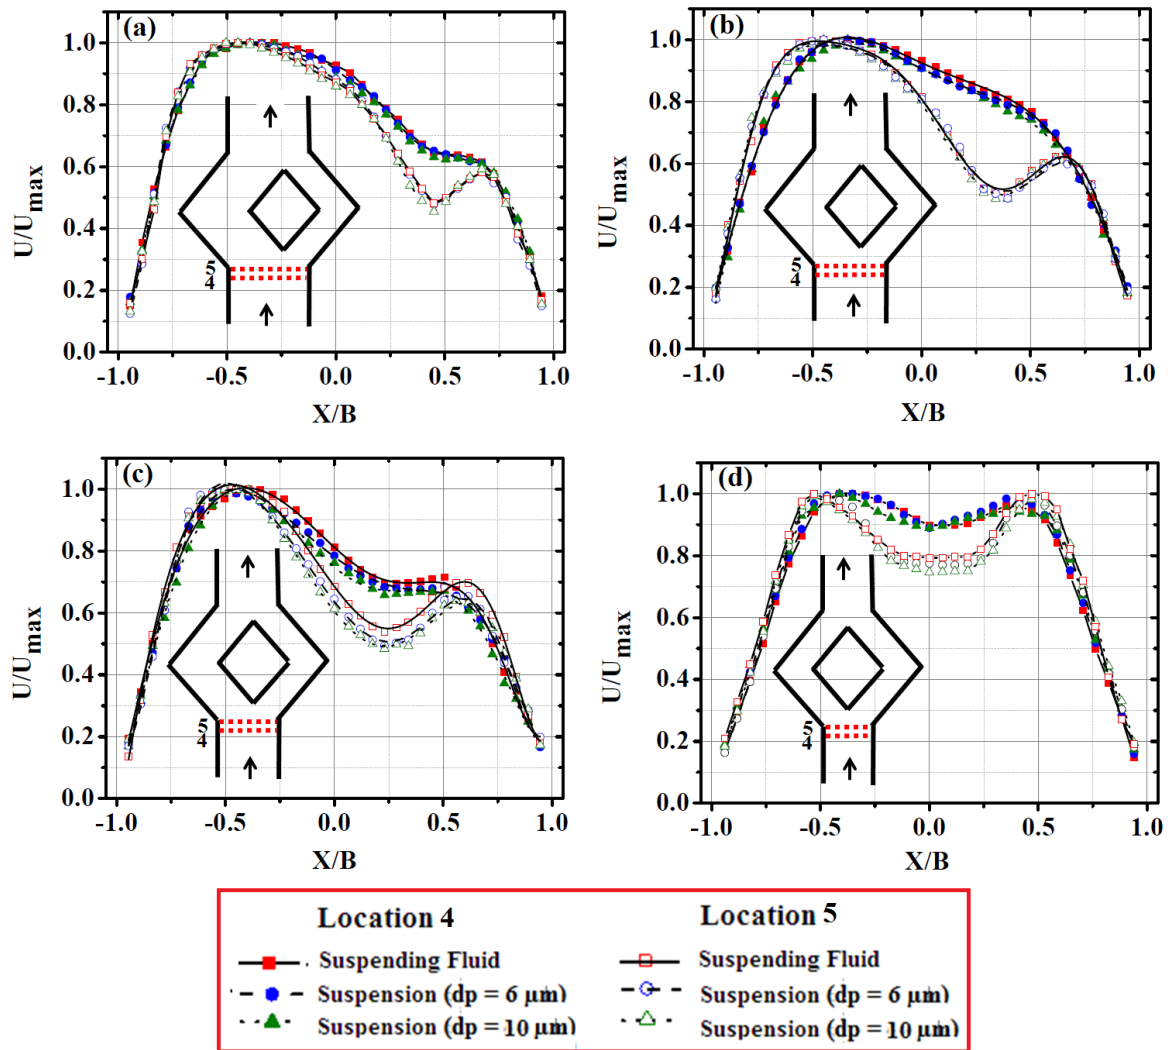 (a)
1.0
0.8
0.6
0.4
0.2
0.0
U/Umax
5
4
-1.0 -0.5 0.0 0.5 1.0
X/B
(b)
1.0
0.8
0.6
0.4
0.2
0.0
U/Umax
5
4
-1.0 -0.5 0.0 0.5 1.0
X/B
(c)
1.0
0.8
0.6
0.4
0.2
0.0
U/Umax
5
4
-1.0 -0.5 0.0 0.5 1.0
X/B
(d)
1.0
0.8
0.6
0.4
0.2
0.0
U/Umax
5
4
-1.0 -0.5 0.0 0.5 1.0
X/B
Location 4
Suspending Fluid
Suspension (dp = 6 µm)
Suspension (dp = 10 µm)
Location 5
Suspending Fluid
Suspension (dp = 6 µm)
Suspension (dp = 10 µm)